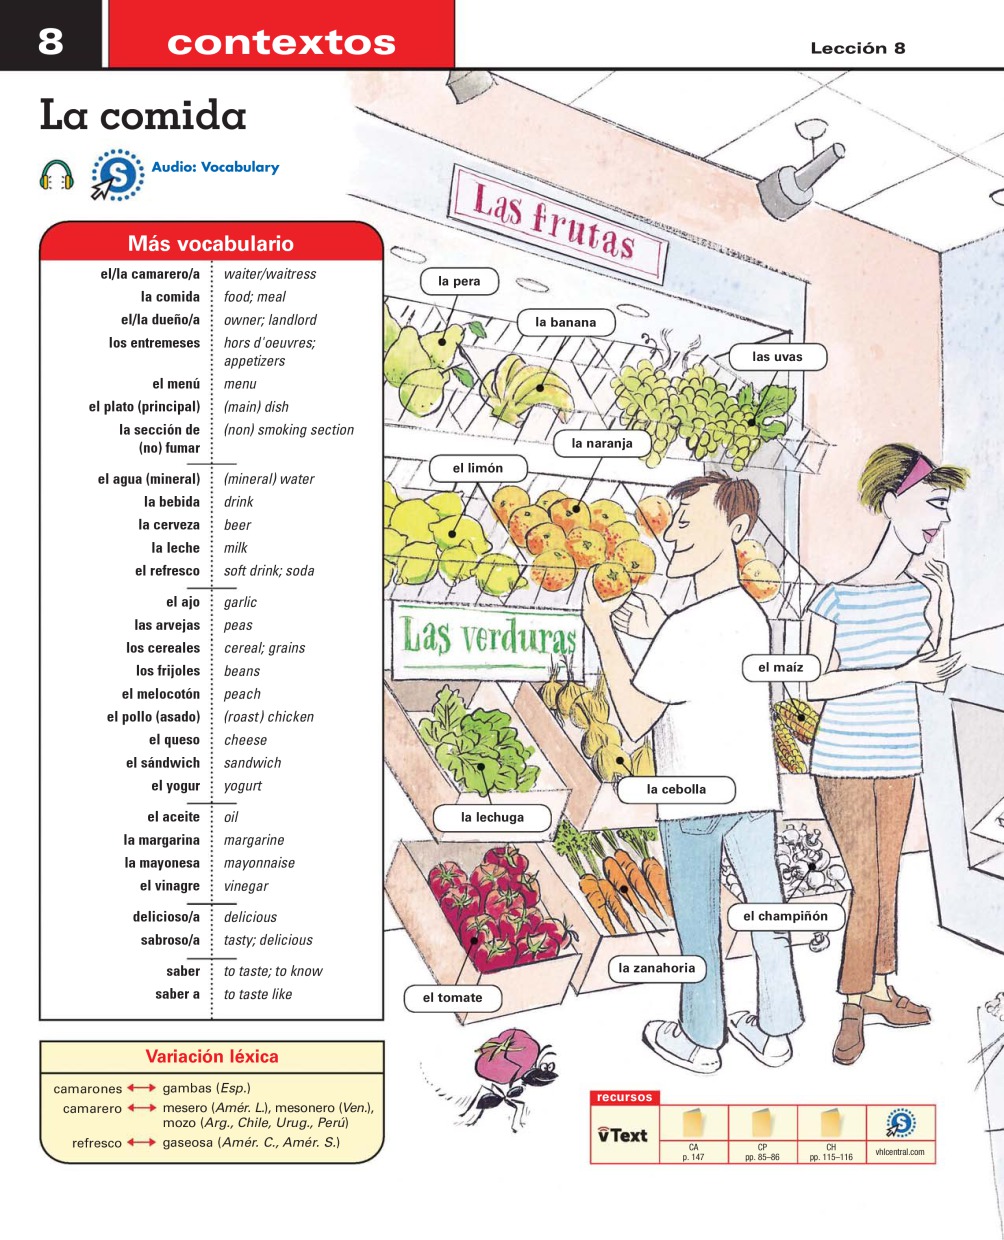 8
contextos
Lección 8
La comida
Audio: Vocabulary
Más vocabulario
el/la camarero/a waiter/waitress
la comida food; meal
el/la dueño/a owner; landlord
los entremeses hors d'oeuvres;
appetizers
el menú menu
el plato (principal) (main) dish
la sección de (non) smoking section
(no) fumar
el agua (mineral) (mineral) water
la bebida drink
la cerveza beer
la leche milk
el refresco soft drink; soda
el ajo garlic
las arvejas peas
los cereales cereal; grains
los frijoles beans
el melocotón peach
el pollo (asado) (roast) chicken
el queso cheese
el sándwich sandwich
el yogur yogurt
el aceite oil
la margarina margarine
la mayonesa mayonnaise
el vinagre vinegar
delicioso/a delicious
sabroso/a tasty; delicious
saber to taste; to know
saber a to taste like
Variación léxica
camarones ↔ gambas (Esp.)
camarero ↔ mesero (Amér. L.), mesonero (Ven.),
mozo (Arg., Chile, Urug., Perú)
refresco ↔ gaseosa (Amér. C., Amér. S.)
Las frutas
la pera
la banana
las uvas
la naranja
el limón
Las verduras
el maíz
la cebolla
la lechuga
el champiñón
la zanahoria
el tomate
recursos
vText
CA
p. 147
CP
pp. 85–86
CH
pp. 115–116
S
vhlcentral.com